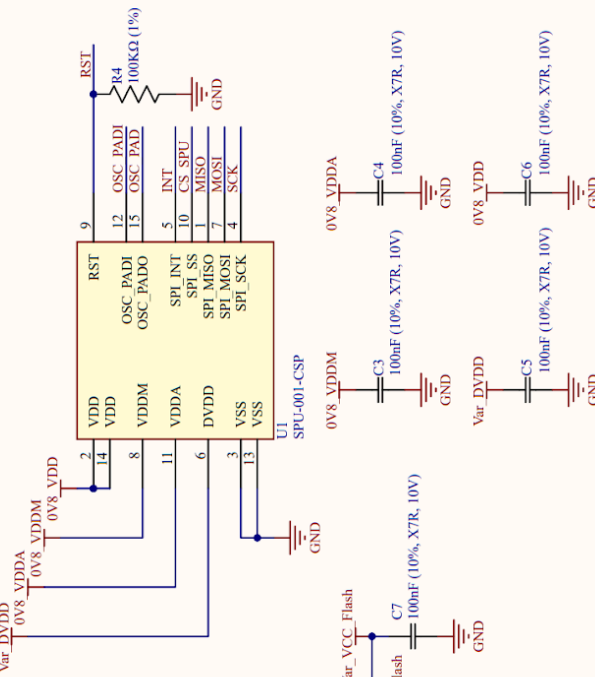 RST
R4
100KΩ (1%)
GND
OSC_PADI
OSC_PAD
INT
CS_SPU
MISO
MOSI
SCK
9
12
15
5
10
1
7
4
RST
OSC_PADI
OSC_PADO
SPI_INT
SPI_SS
SPI_MISO
SPI_MOSI
SPI_SCK
VDD
VDD
VDDM
VDDA
DVDD
VSS
VSS
U1
SPU-001-CSP
2
14
8
11
6
3
13
0V8_VDD
0V8_VDDM
0V8_VDDA
Var_DVDD
GND
0V8_VDDA
C4
100nF (10%, X7R, 10V)
GND
0V8_VDD
C6
100nF (10%, X7R, 10V)
GND
0V8_VDDM
C3
100nF (10%, X7R, 10V)
GND
Var_DVDD
C5
100nF (10%, X7R, 10V)
GND
ar_VCC_Flash
C7
100nF (10%, X7R, 10V)
GND
lash